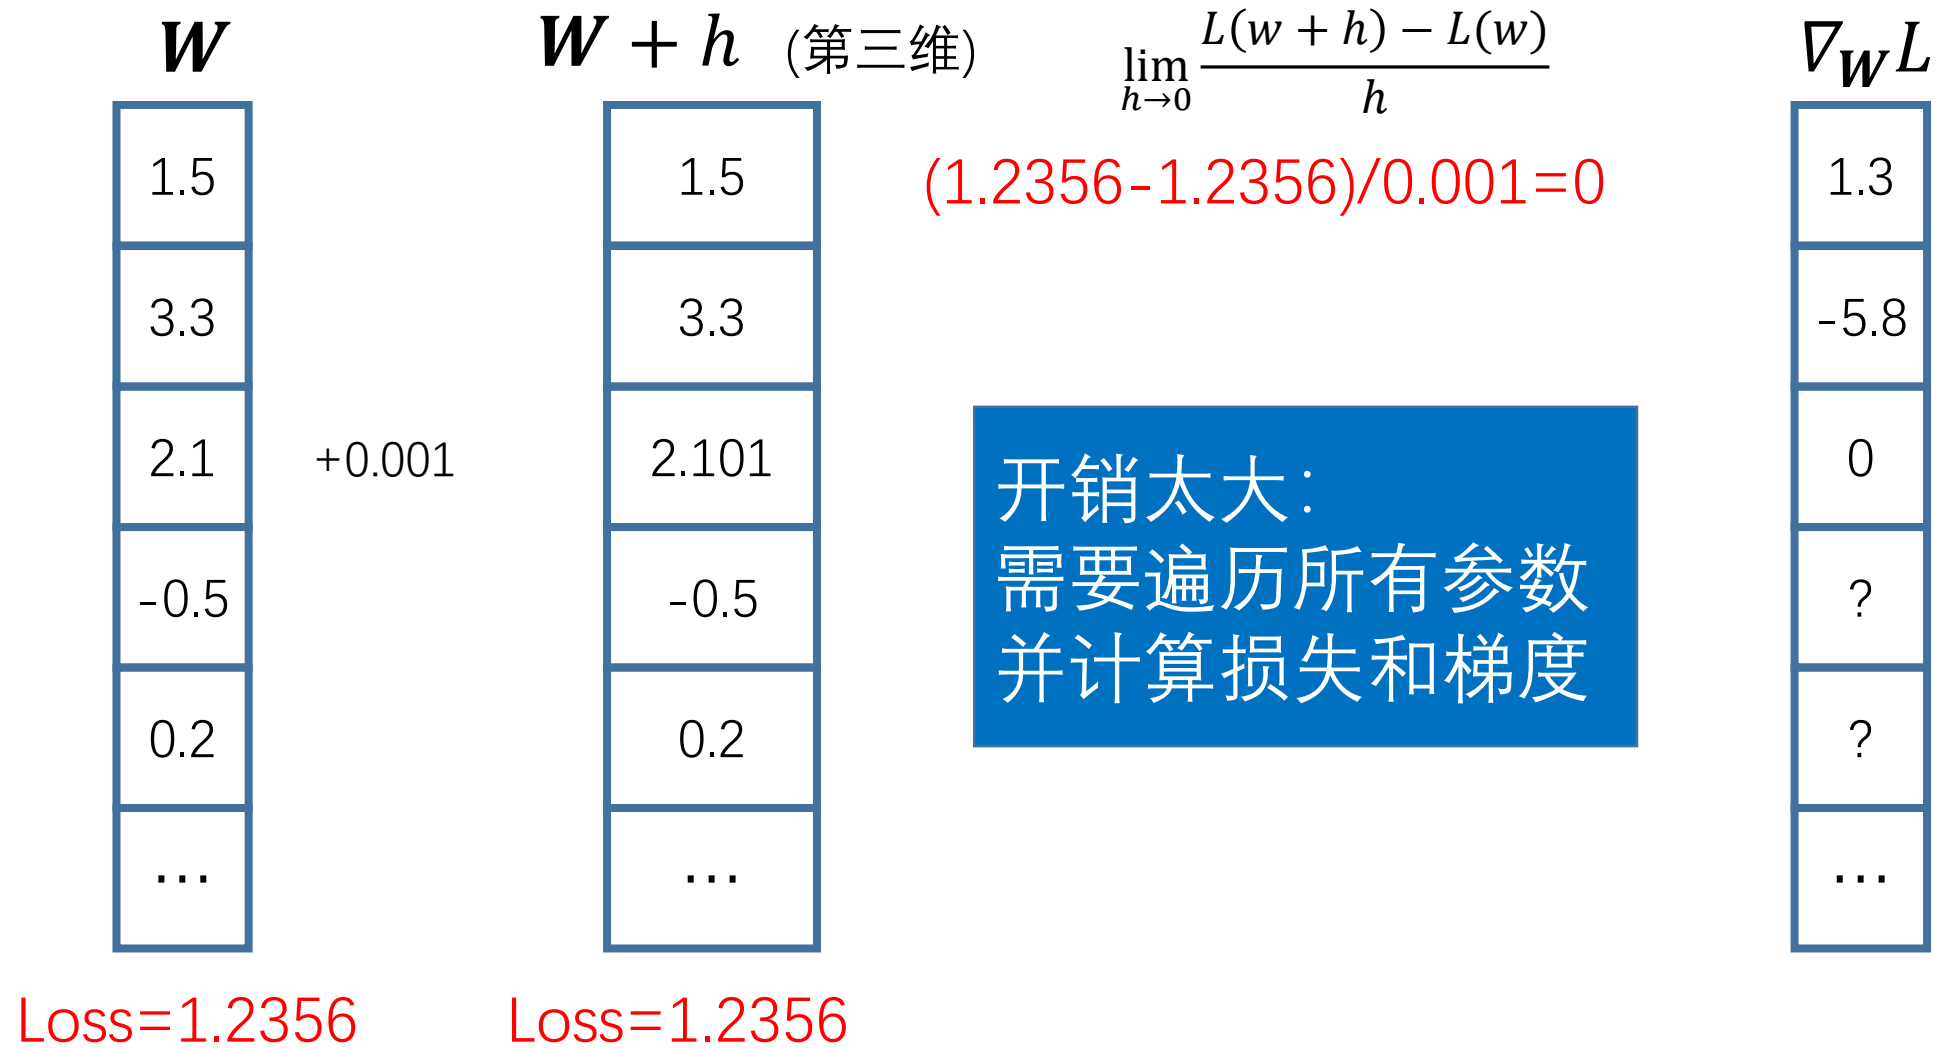 W
W + h (第三维)
lim h→0 L(w + h) − L(w) / h
∇W L
(1.2356-1.2356)/0.001=0
1.5
3.3
2.1
-0.5
0.2
...
+0.001
1.5
3.3
2.101
-0.5
0.2
...
开销太大：
需要遍历所有参数
并计算损失和梯度
1.3
-5.8
0
?
?
...
Loss=1.2356
Loss=1.2356